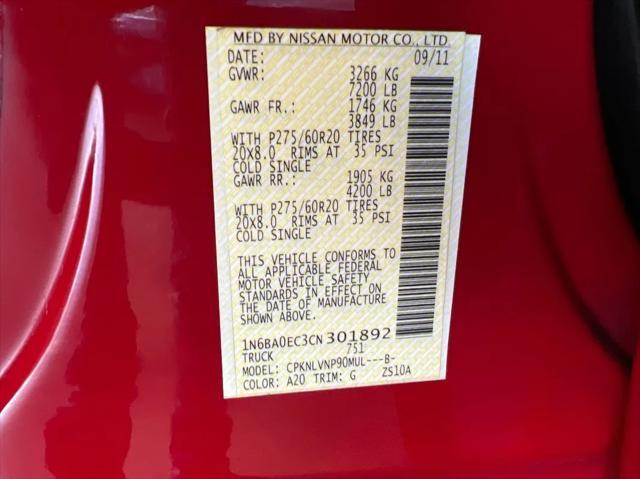 MFD BY NISSAN MOTOR CO., LTD.
DATE: 09/11
GVWR: 3266 KG
7200 LB
GAWR FR.: 1746 KG
3849 LB
WITH P275/60R20 TIRES
20X8.0 RIMS AT 35 PSI
COLD SINGLE
GAWR RR.: 1905 KG
4200 LB
WITH P275/60R20 TIRES
20X8.0 RIMS AT 35 PSI
COLD SINGLE
THIS VEHICLE CONFORMS TO
ALL APPLICABLE FEDERAL
MOTOR VEHICLE SAFETY
STANDARDS IN EFFECT ON
THE DATE OF MANUFACTURE
SHOWN ABOVE.
1N6BA0EC3CN301892
TRUCK 751
MODEL: CPKNLVNP90MUL---B-
COLOR: A20 TRIM: G ZS10A